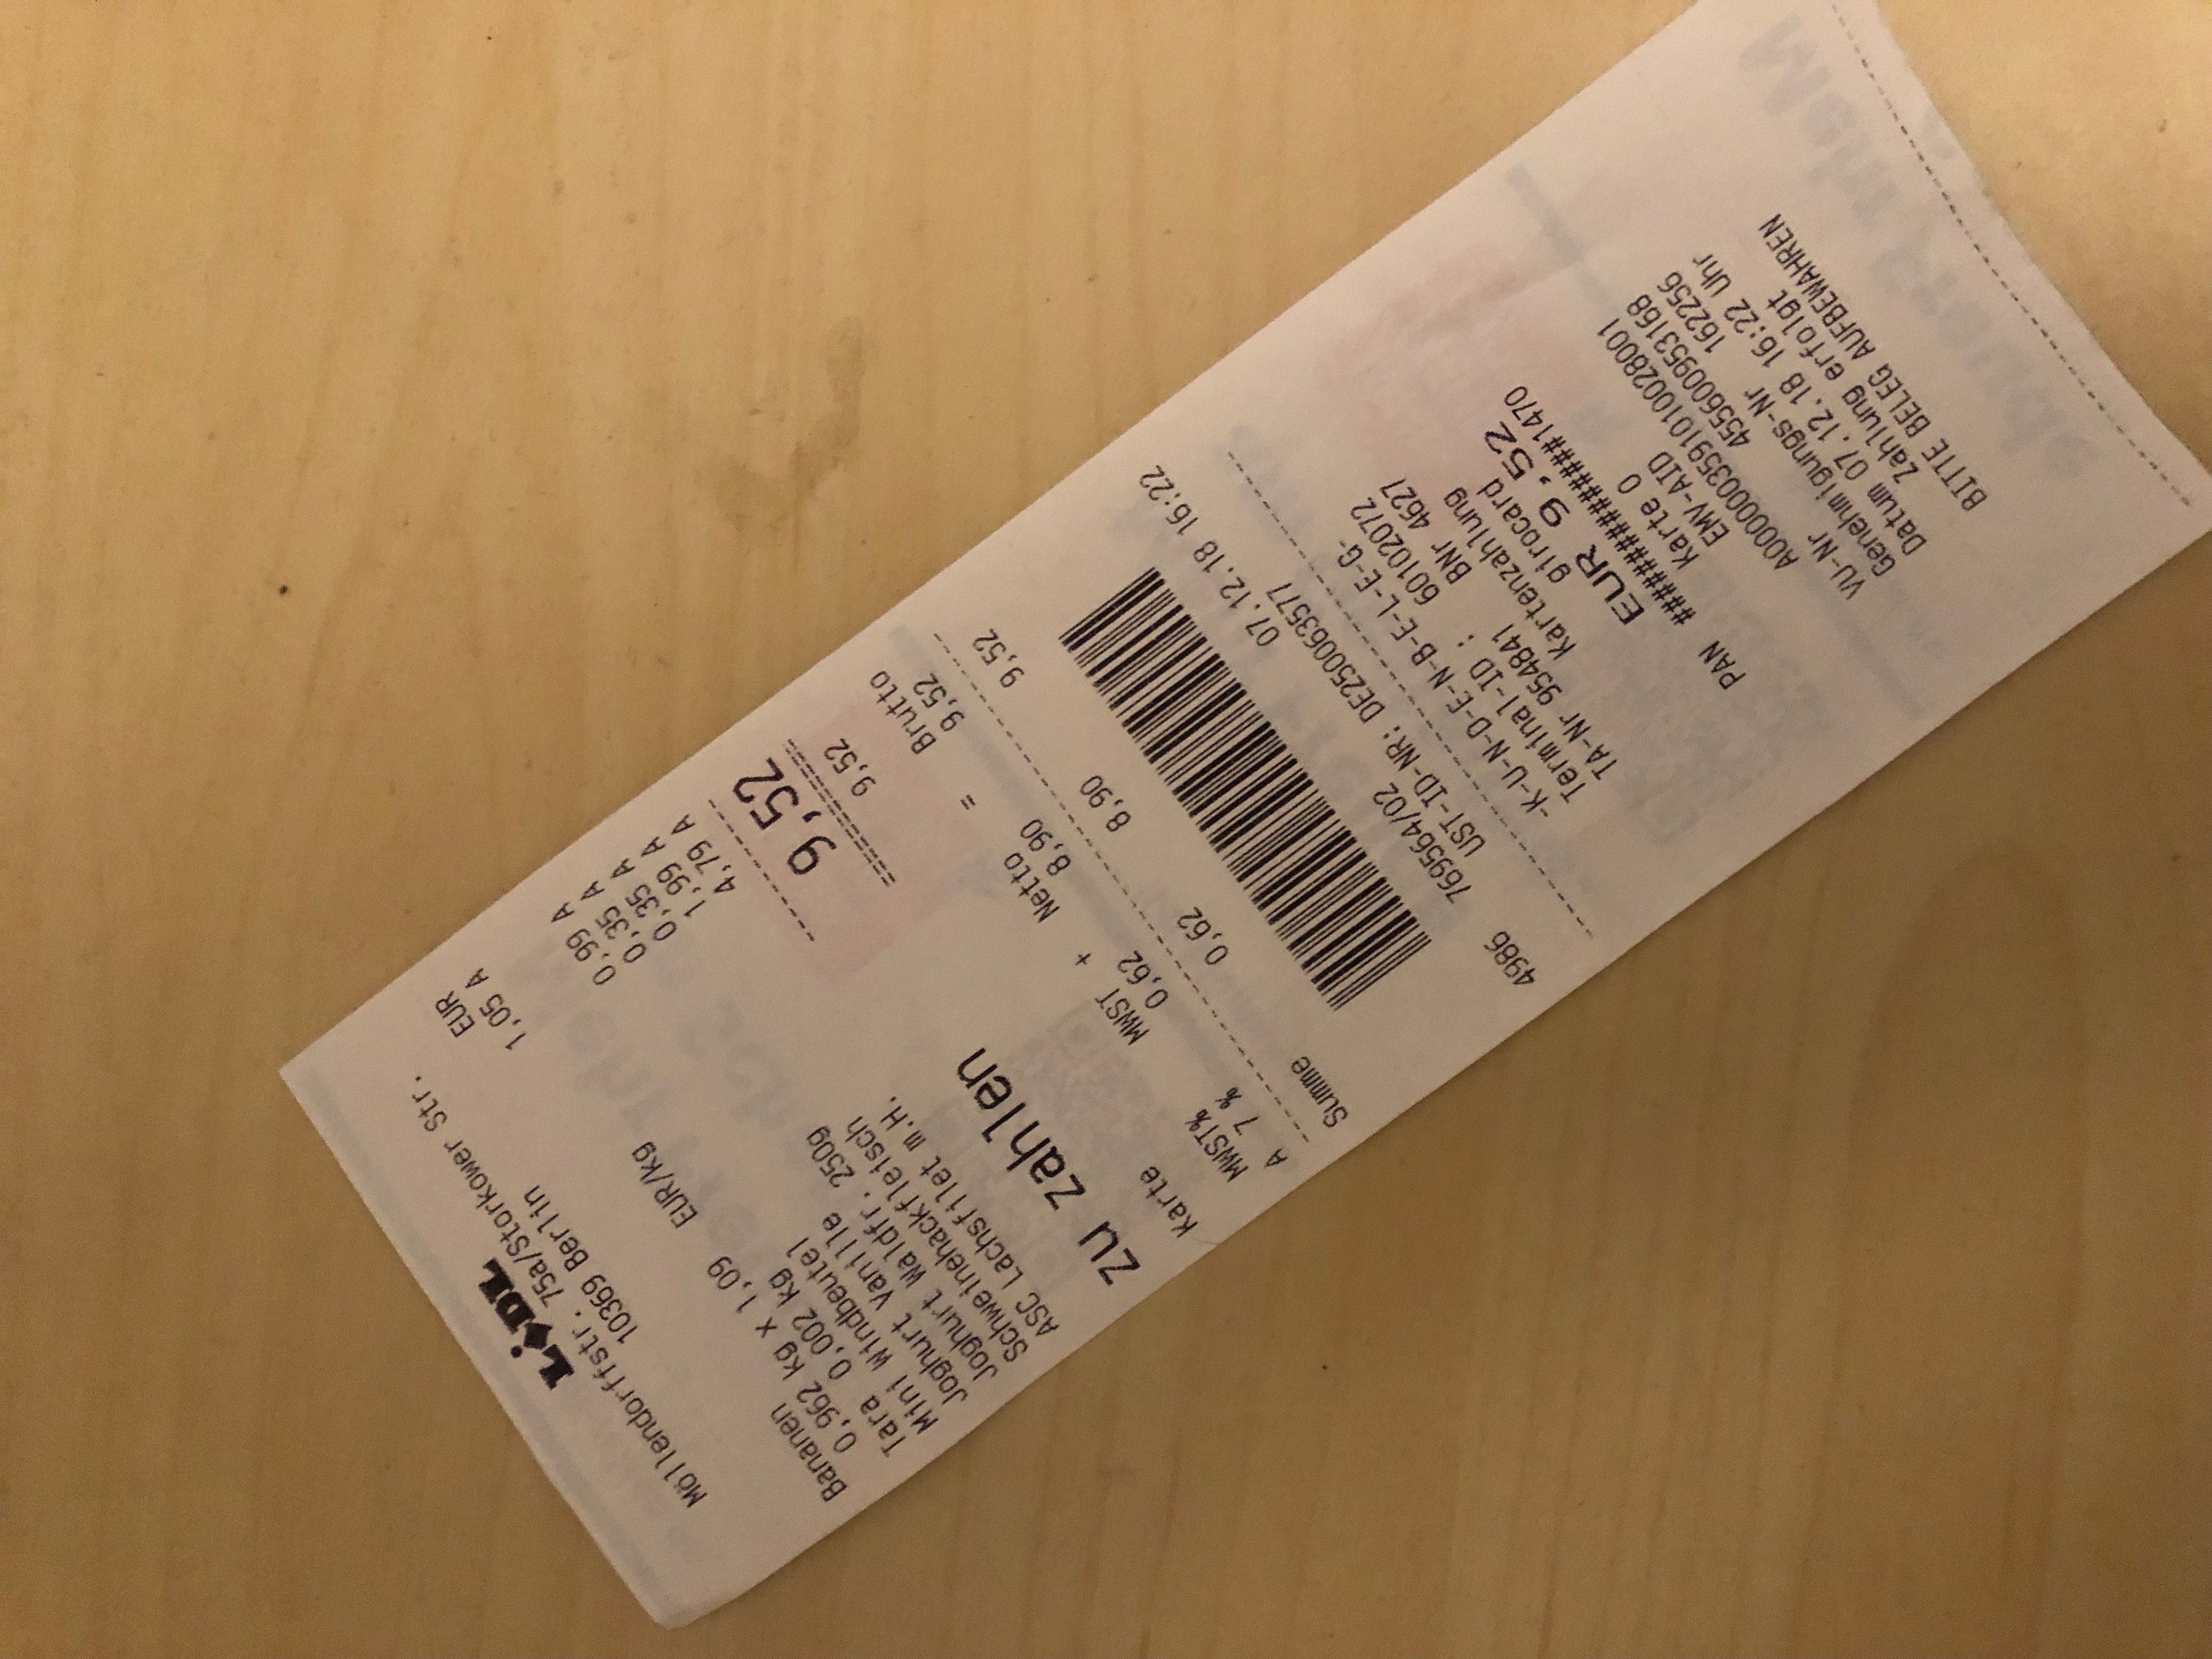 LIDL
Möllendorffstr. 75a/Storkower Str.
10369 Berlin
EUR
Bananen 1,05 A
0,962 kg x 1,09 EUR/kg
Tara 0,002 kg
Mini Windbeutel 0,99 A
Joghurt Vanille 0,35 A
Joghurt Waldfr. 250g 0,35 A
Schweinehackfleisch 1,99 A
ASC Lachsfilet m.H. 4,79 A
zu zahlen 9,52
Karte 9,52
MWST% MWST + Netto = Brutto
A 7 % 0,62 8,90 9,52
Summe 0,62 8,90 9,52
4986 769564/02 07.12.18 16:22
UST-ID-NR: DE250063577
-K-U-N-D-E-N-B-E-L-E-G-
Terminal-ID : 60102072
TA-Nr 954841 BNr 4627
Kartenzahlung
girocard
EUR 9,52
PAN ###############1470
Karte 0
EMV-AID
A0000003591010028001
VU-Nr 455600953168
Genehmigungs-Nr 162256
Datum 07.12.18 16:22 Uhr
Zahlung erfolgt
BITTE BELEG AUFBEWAHREN